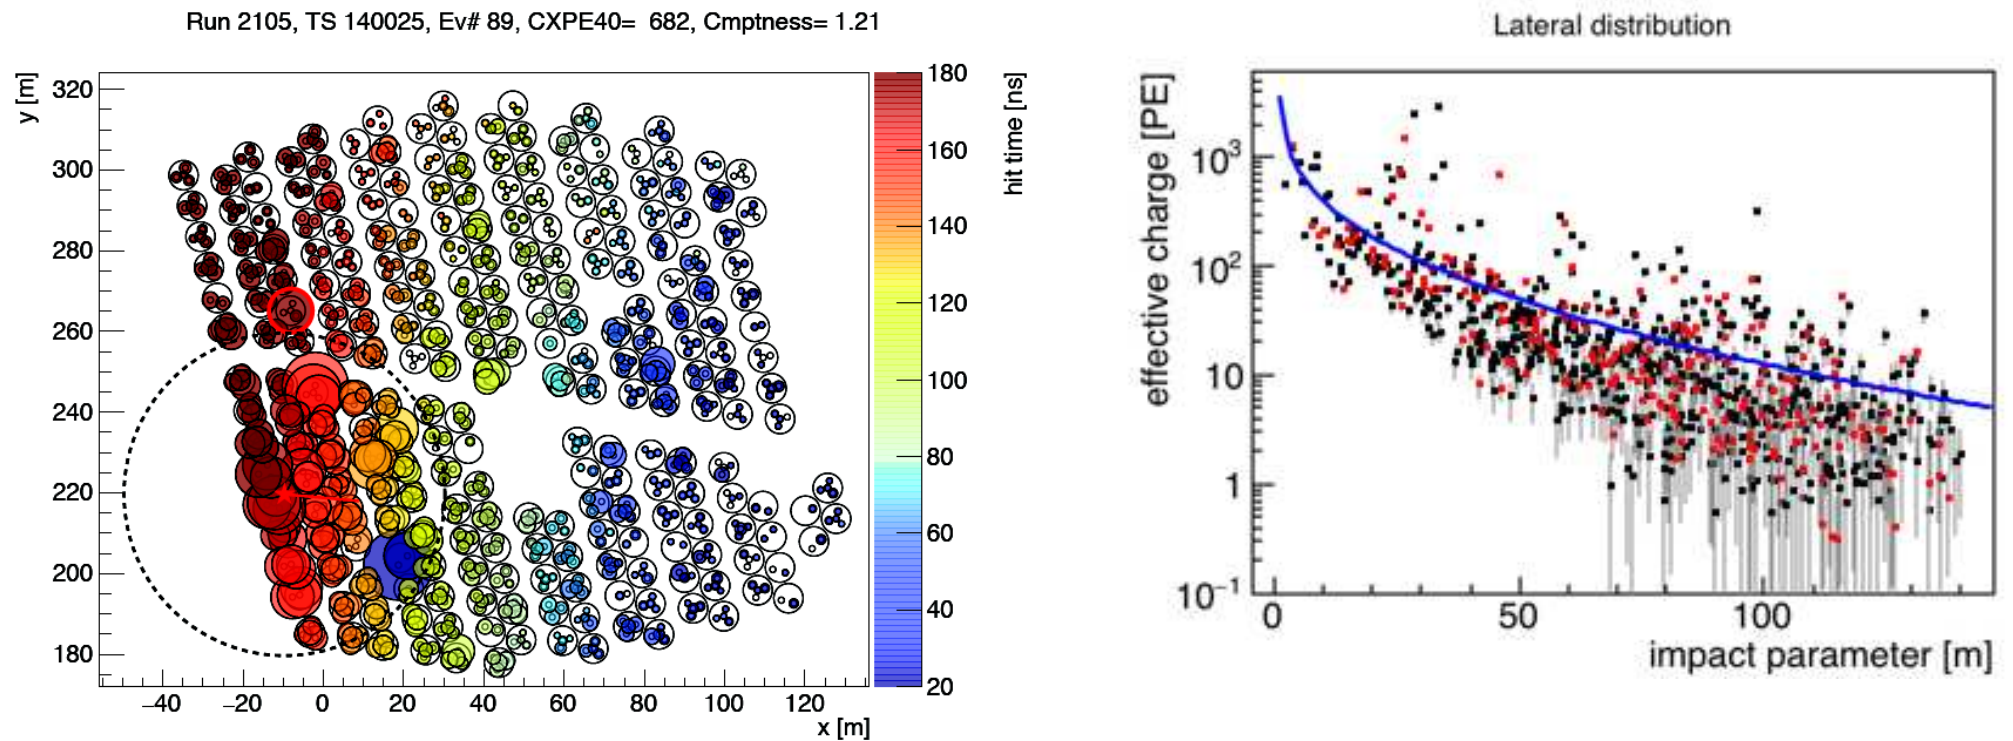 Run 2105, TS 140025, Ev# 89, CXPE40= 682, Cmptness= 1.21
y [m]
320
300
280
260
240
220
200
180
−40 −20 0 20 40 60 80 100 120
x [m]
180
160
140
120
100
80
60
40
20
hit time [ns]
Lateral distribution
effective charge [PE]
10³
10²
10
1
10⁻¹
0 50 100
impact parameter [m]